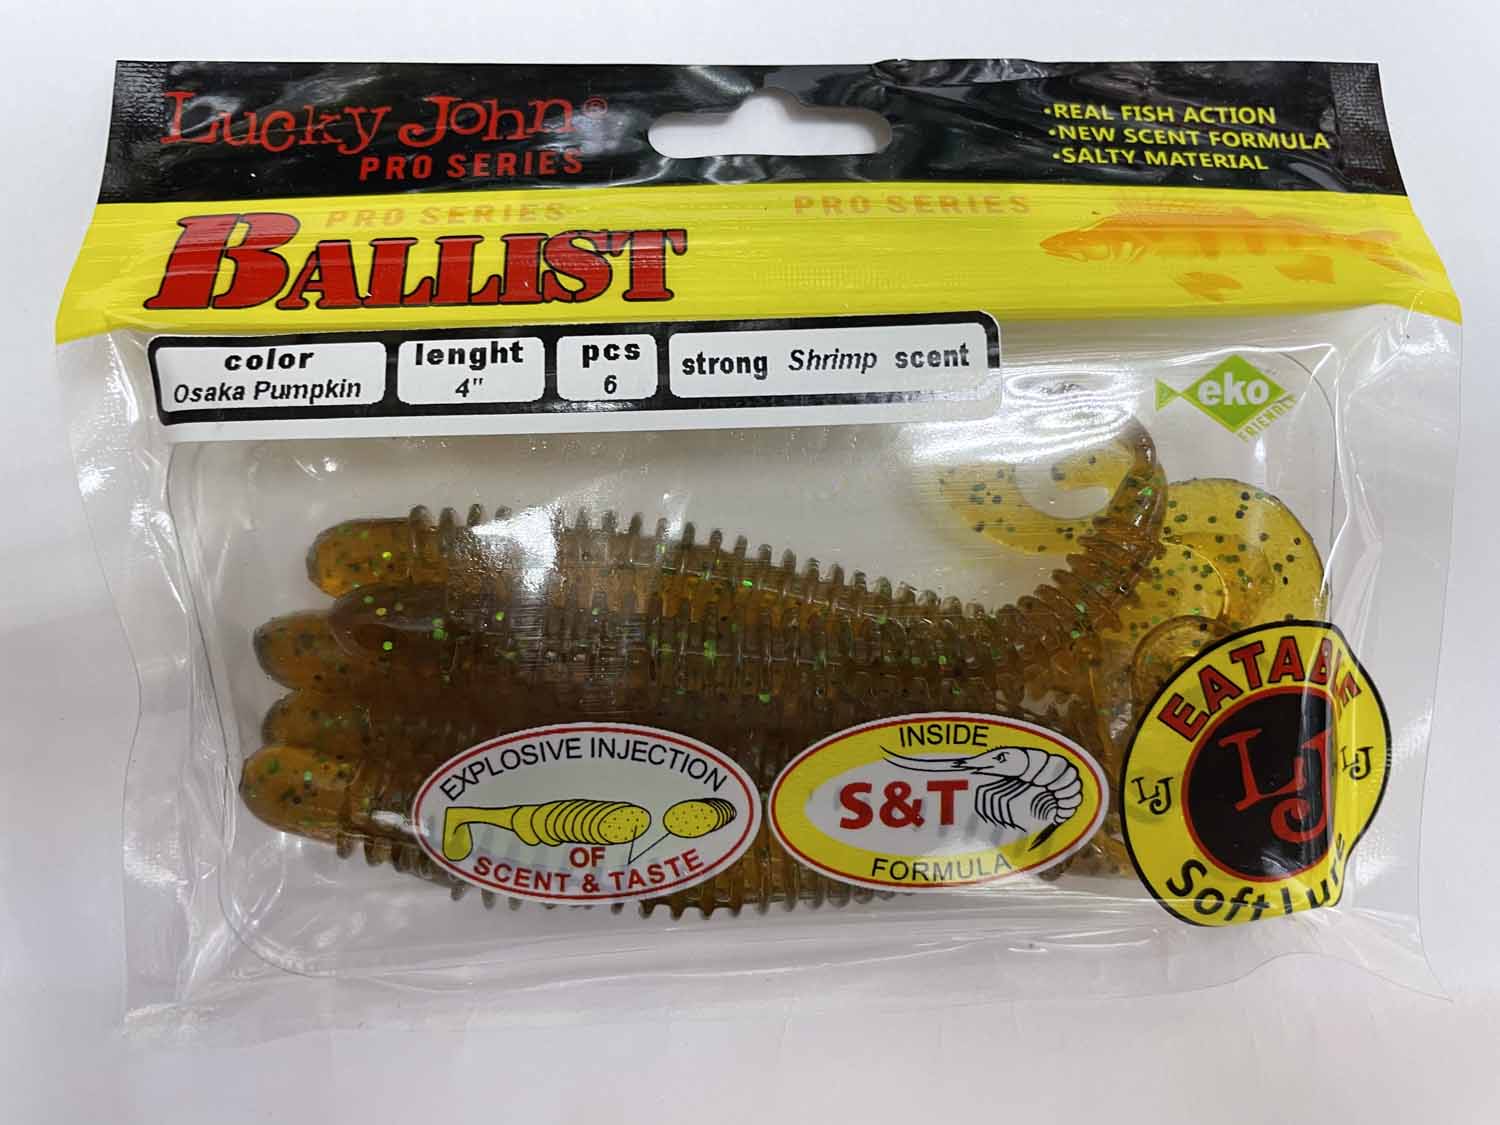 Lucky John®
PRO SERIES
•REAL FISH ACTION
•NEW SCENT FORMULA
•SALTY MATERIAL
PRO SERIES
PRO SERIES
BALLIST
color
Osaka Pumpkin
lenght
4"
pcs
6
strong Shrimp scent
eko
FRIENDLY
EXPLOSIVE INJECTION
OF
SCENT & TASTE
INSIDE
S&T
FORMULA
EATABLE
LJ
LJ
LJ
Soft Lure